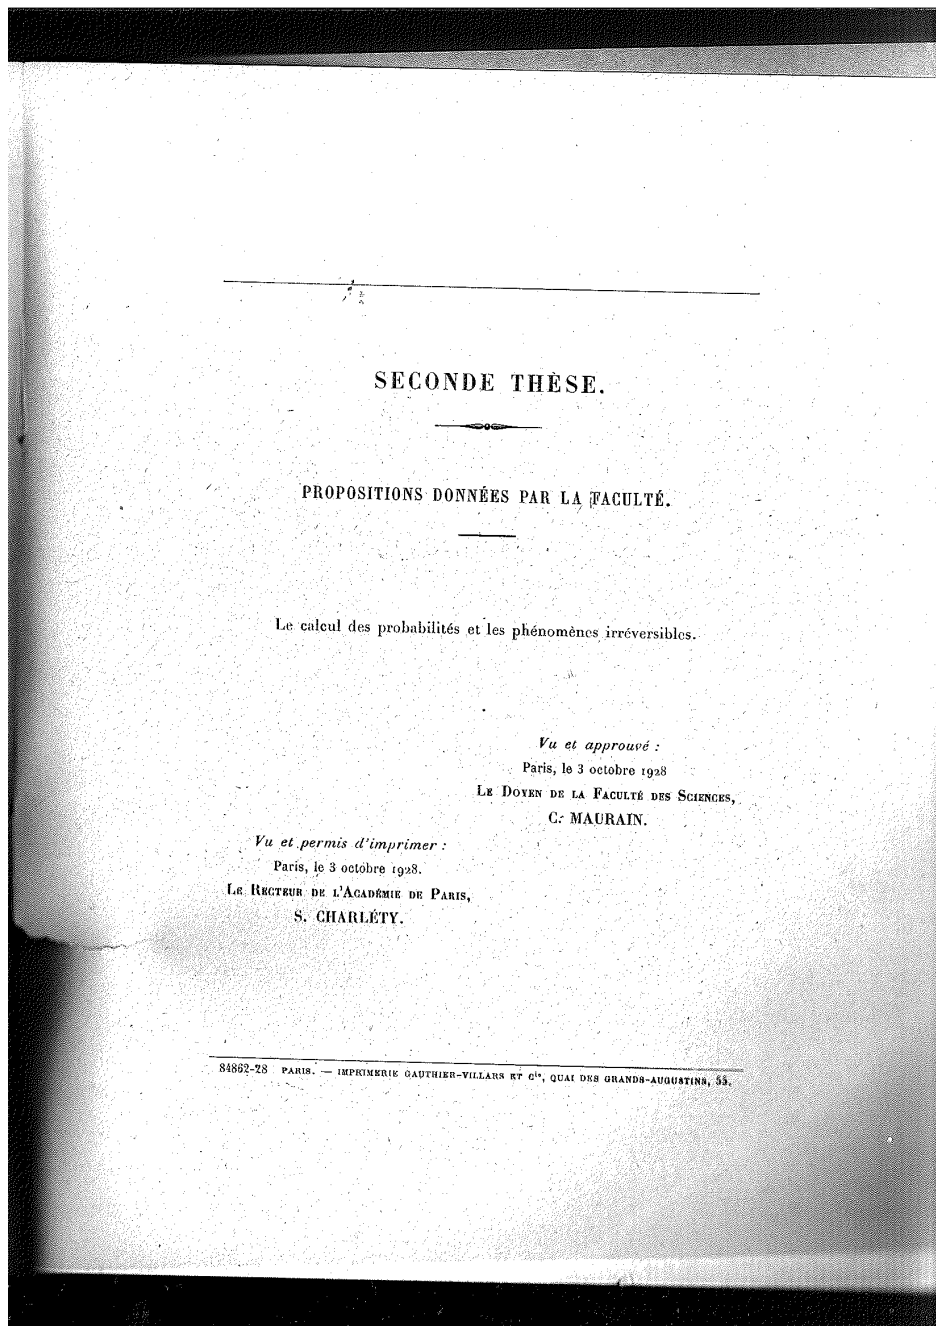 SECONDE THÈSE.
PROPOSITIONS DONNÉES PAR LA FACULTÉ.
Le calcul des probabilités et les phénomènes irréversibles.
Vu et approuvé :
Paris, le 3 octobre 1928
LE DOYEN DE LA FACULTÉ DES SCIENCES,
C. MAURAIN.
Vu et permis d'imprimer :
Paris, le 3 octobre 1928.
LE RECTEUR DE L'ACADÉMIE DE PARIS,
S. CHARLÉTY.
84862-28 PARIS. — IMPRIMERIE GAUTHIER-VILLARS ET Cie, QUAI DES GRANDS-AUGUSTINS, 55.